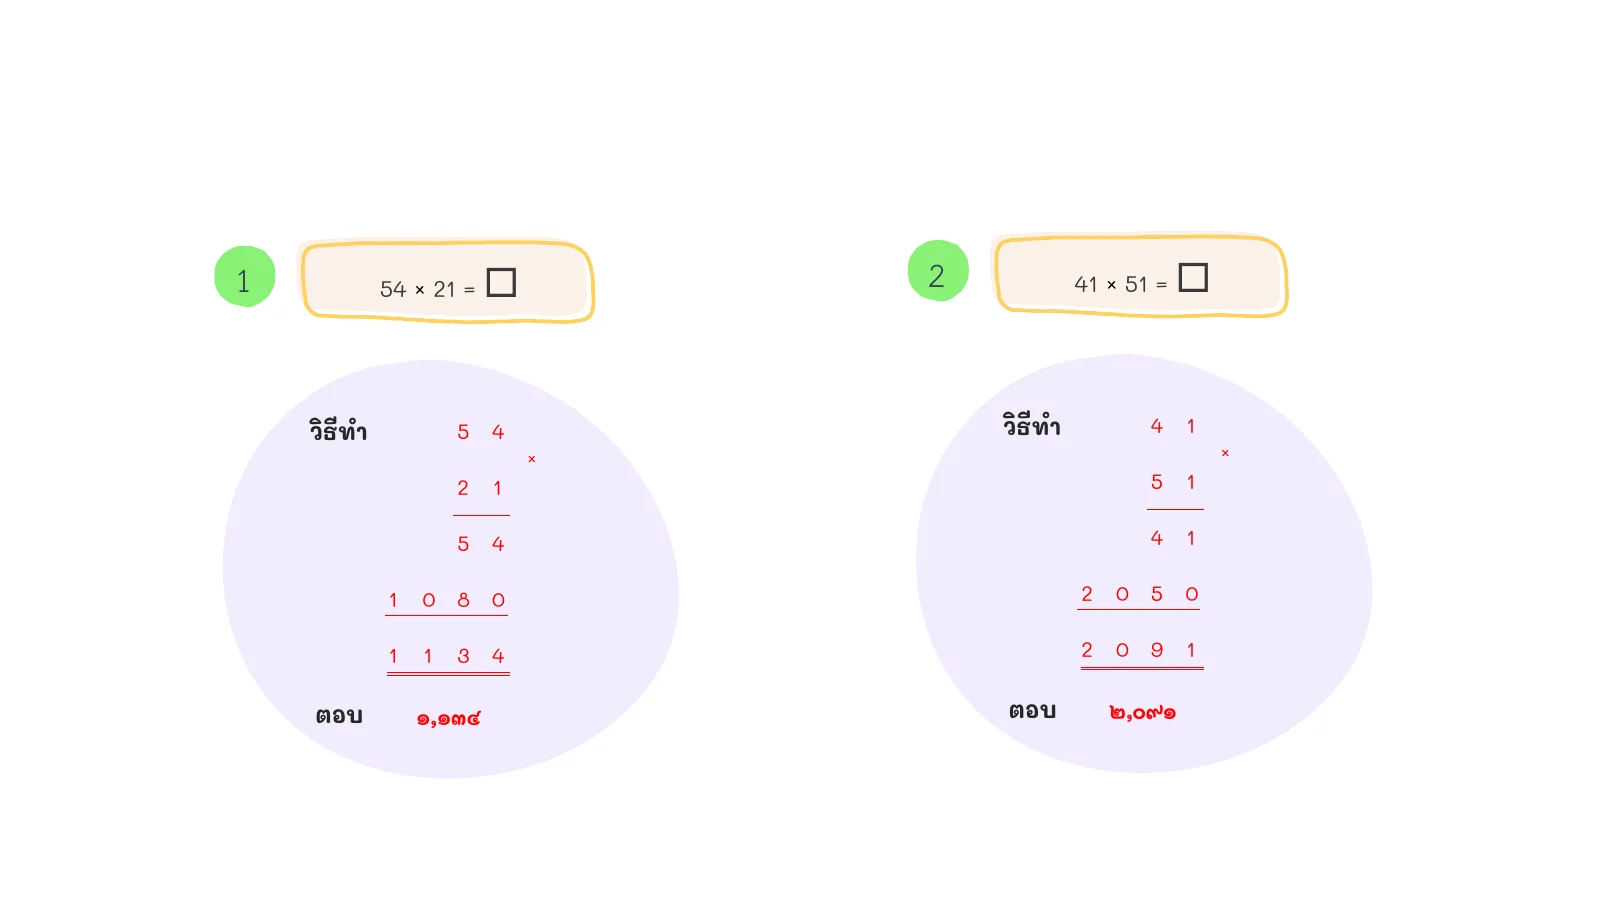 1
54 × 21 = □
วิธีทำ
5 4
×
2 1
5 4
1 0 8 0
1 1 3 4
ตอบ ๑,๑๓๔
2
41 × 51 = □
วิธีทำ
4 1
×
5 1
4 1
2 0 5 0
2 0 9 1
ตอบ ๒,๐๙๑